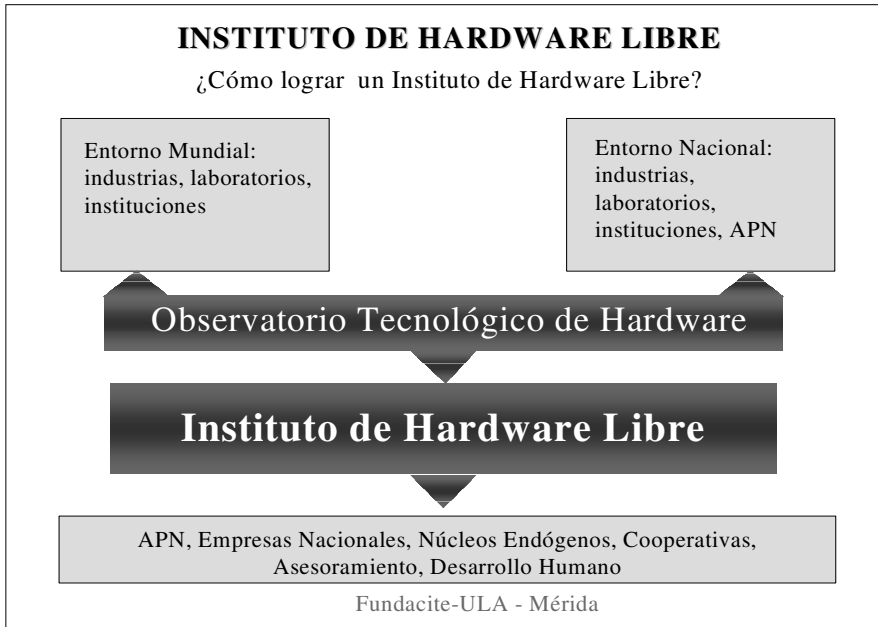 INSTITUTO DE HARDWARE LIBRE
¿Cómo lograr un Instituto de Hardware Libre?
Entorno Mundial:
industrias, laboratorios,
instituciones
Entorno Nacional:
industrias,
laboratorios,
instituciones, APN
Observatorio Tecnológico de Hardware
Instituto de Hardware Libre
APN, Empresas Nacionales, Núcleos Endógenos, Cooperativas,
Asesoramiento, Desarrollo Humano
Fundacite-ULA - Mérida